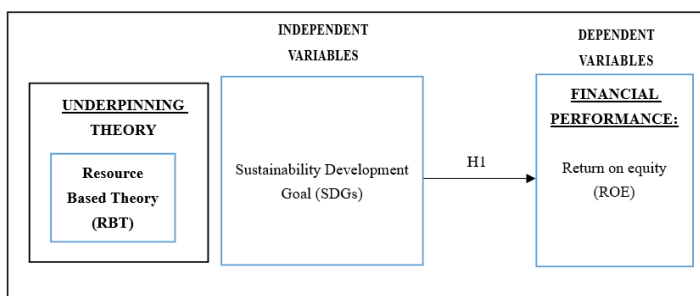 INDEPENDENT
VARIABLES
DEPENDENT
VARIABLES
UNDERPINNING
THEORY
Resource
Based Theory
(RBT)
Sustainability Development
Goal (SDGs)
H1
FINANCIAL
PERFORMANCE:
Return on equity
(ROE)